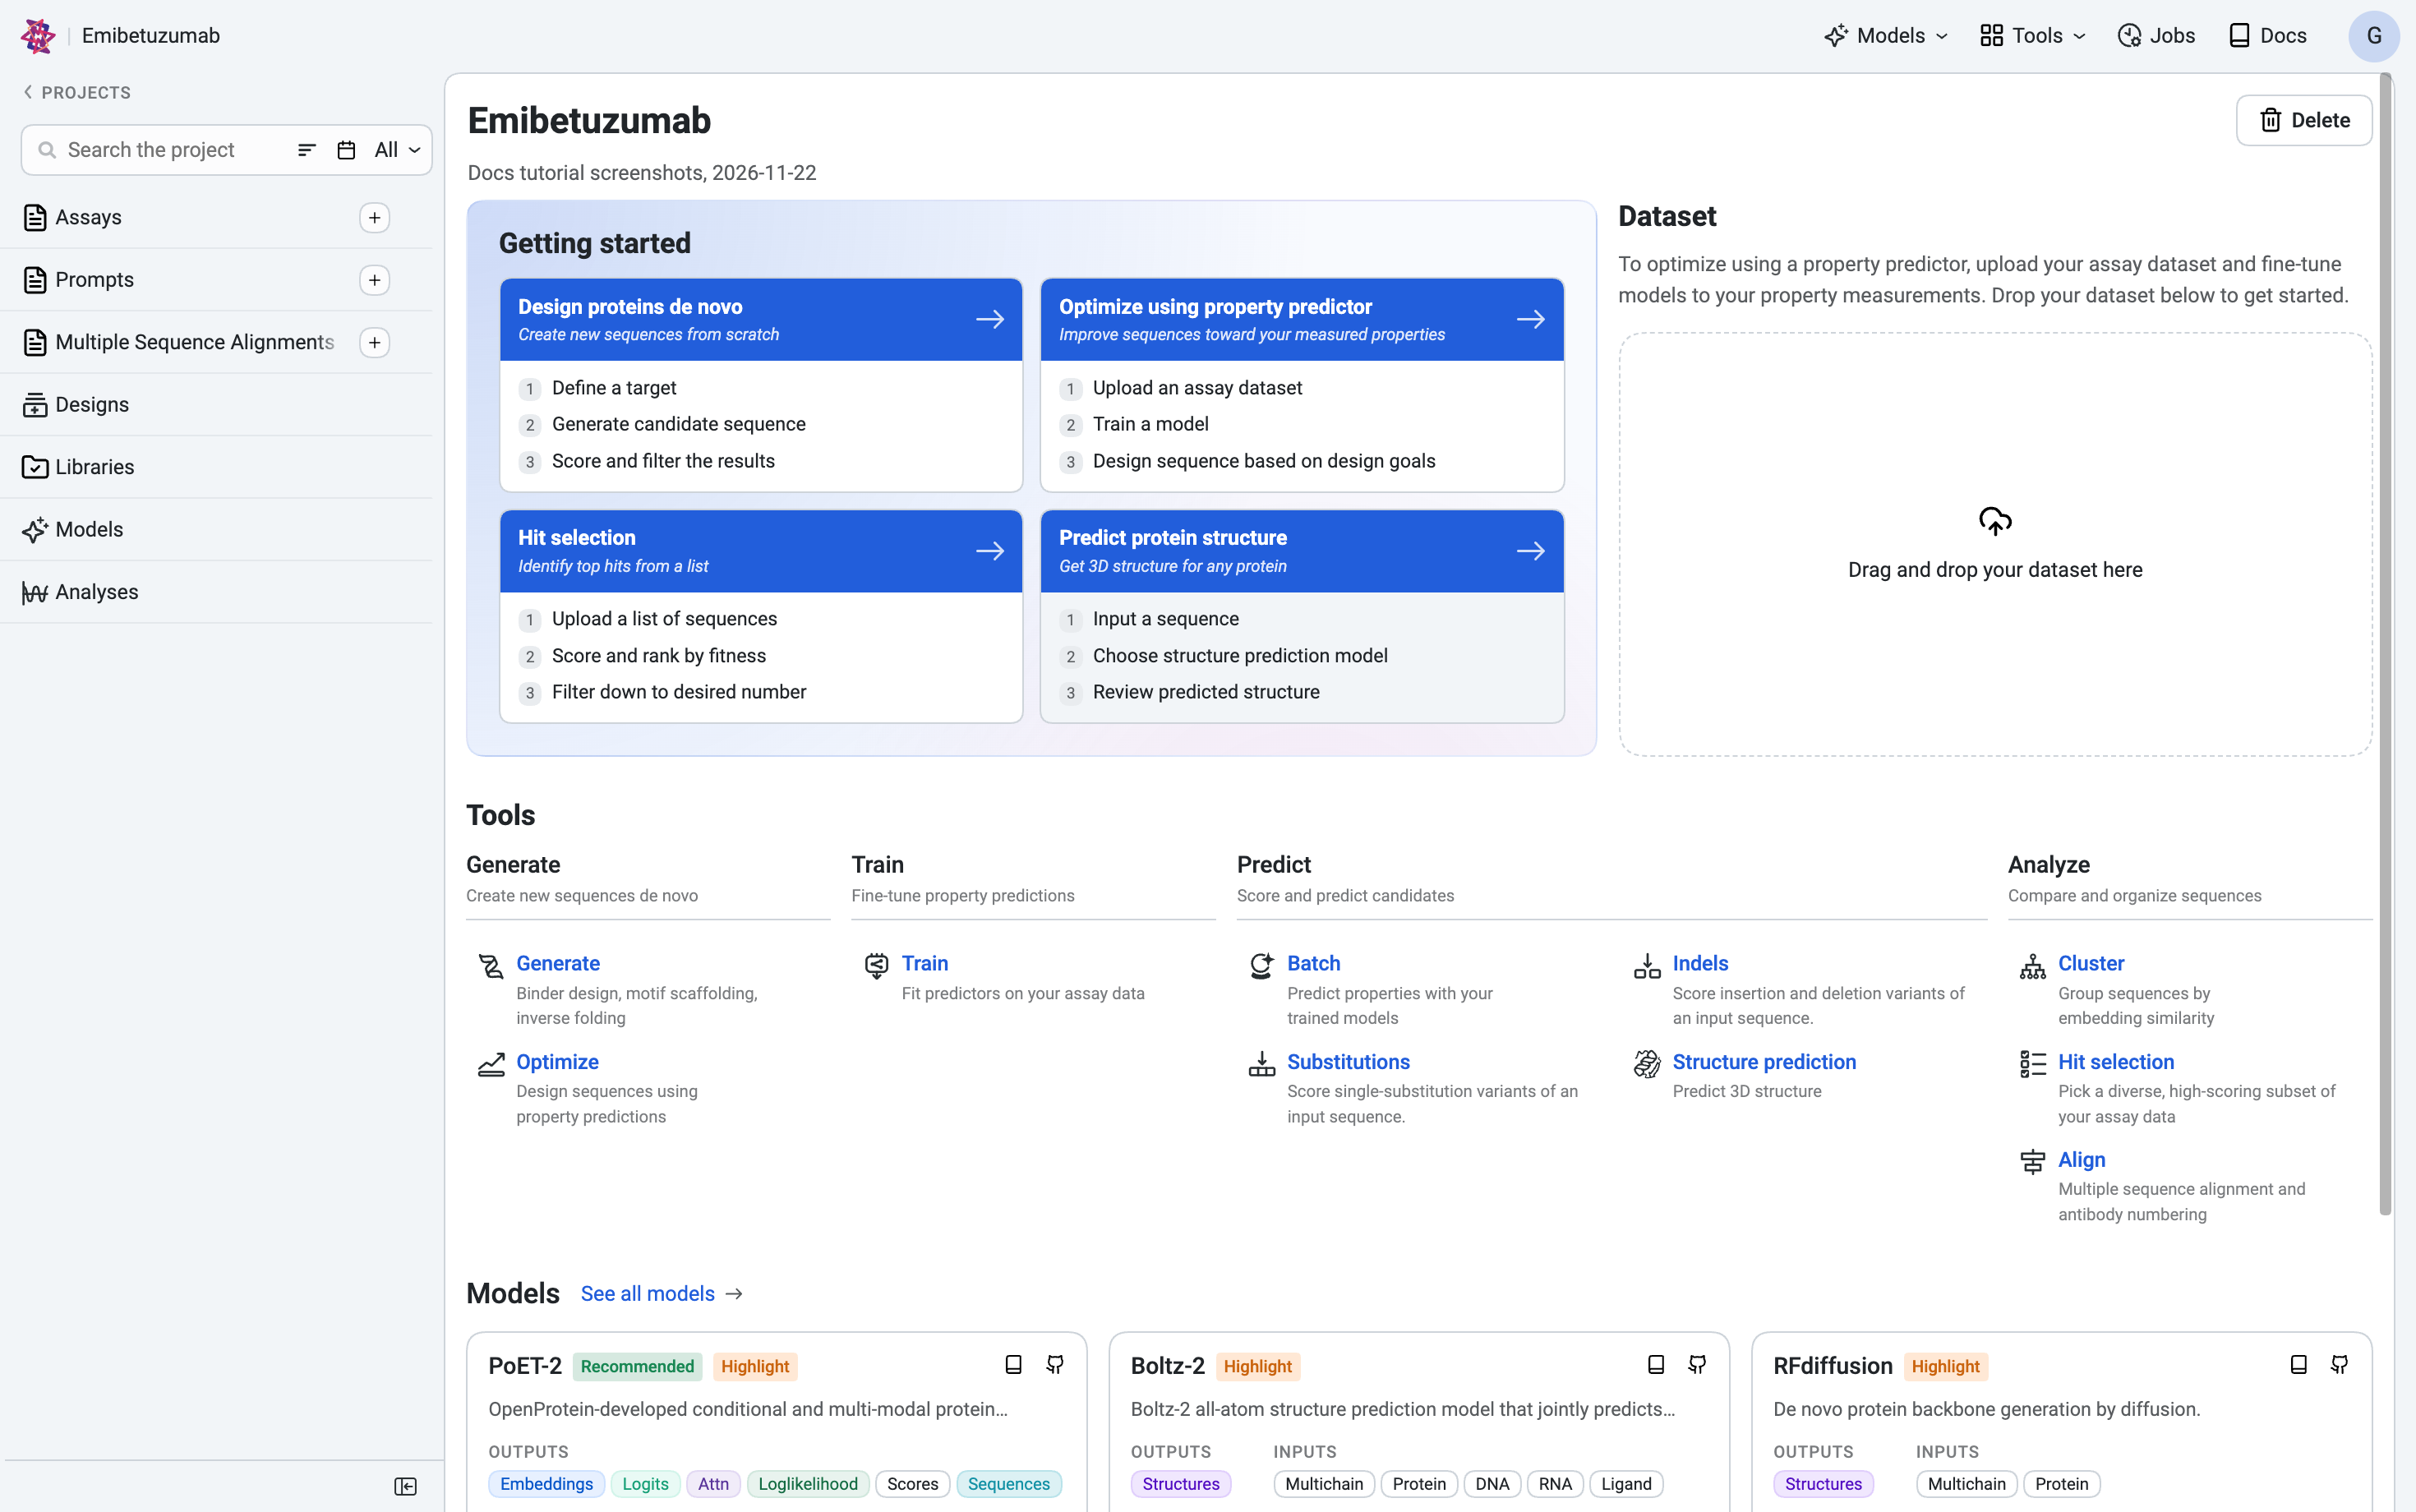 Emibetuzumab
Models
Tools
Jobs
Docs
G
PROJECTS
Search the project
All
Assays
Prompts
Multiple Sequence Alignments
Designs
Libraries
Models
Analyses
Emibetuzumab
Delete
Docs tutorial screenshots, 2026-11-22
Getting started
Design proteins de novo
Create new sequences from scratch
1 Define a target
2 Generate candidate sequence
3 Score and filter the results
Optimize using property predictor
Improve sequences toward your measured properties
1 Upload an assay dataset
2 Train a model
3 Design sequence based on design goals
Hit selection
Identify top hits from a list
1 Upload a list of sequences
2 Score and rank by fitness
3 Filter down to desired number
Predict protein structure
Get 3D structure for any protein
1 Input a sequence
2 Choose structure prediction model
3 Review predicted structure
Dataset
To optimize using a property predictor, upload your assay dataset and fine-tune
models to your property measurements. Drop your dataset below to get started.
Drag and drop your dataset here
Tools
Generate
Create new sequences de novo
Generate
Binder design, motif scaffolding,
inverse folding
Optimize
Design sequences using
property predictions
Train
Fine-tune property predictions
Train
Fit predictors on your assay data
Predict
Score and predict candidates
Batch
Predict properties with your
trained models
Substitutions
Score single-substitution variants of an
input sequence.
Indels
Score insertion and deletion variants of
an input sequence.
Structure prediction
Predict 3D structure
Analyze
Compare and organize sequences
Cluster
Group sequences by
embedding similarity
Hit selection
Pick a diverse, high-scoring subset of
your assay data
Align
Multiple sequence alignment and
antibody numbering
Models
See all models
PoET-2 Recommended Highlight
OpenProtein-developed conditional and multi-modal protein...
OUTPUTS
Embeddings Logits Attn Loglikelihood Scores Sequences
Boltz-2 Highlight
Boltz-2 all-atom structure prediction model that jointly predicts...
OUTPUTS INPUTS
Structures Multichain Protein DNA RNA Ligand
RFdiffusion Highlight
De novo protein backbone generation by diffusion.
OUTPUTS INPUTS
Structures Multichain Protein